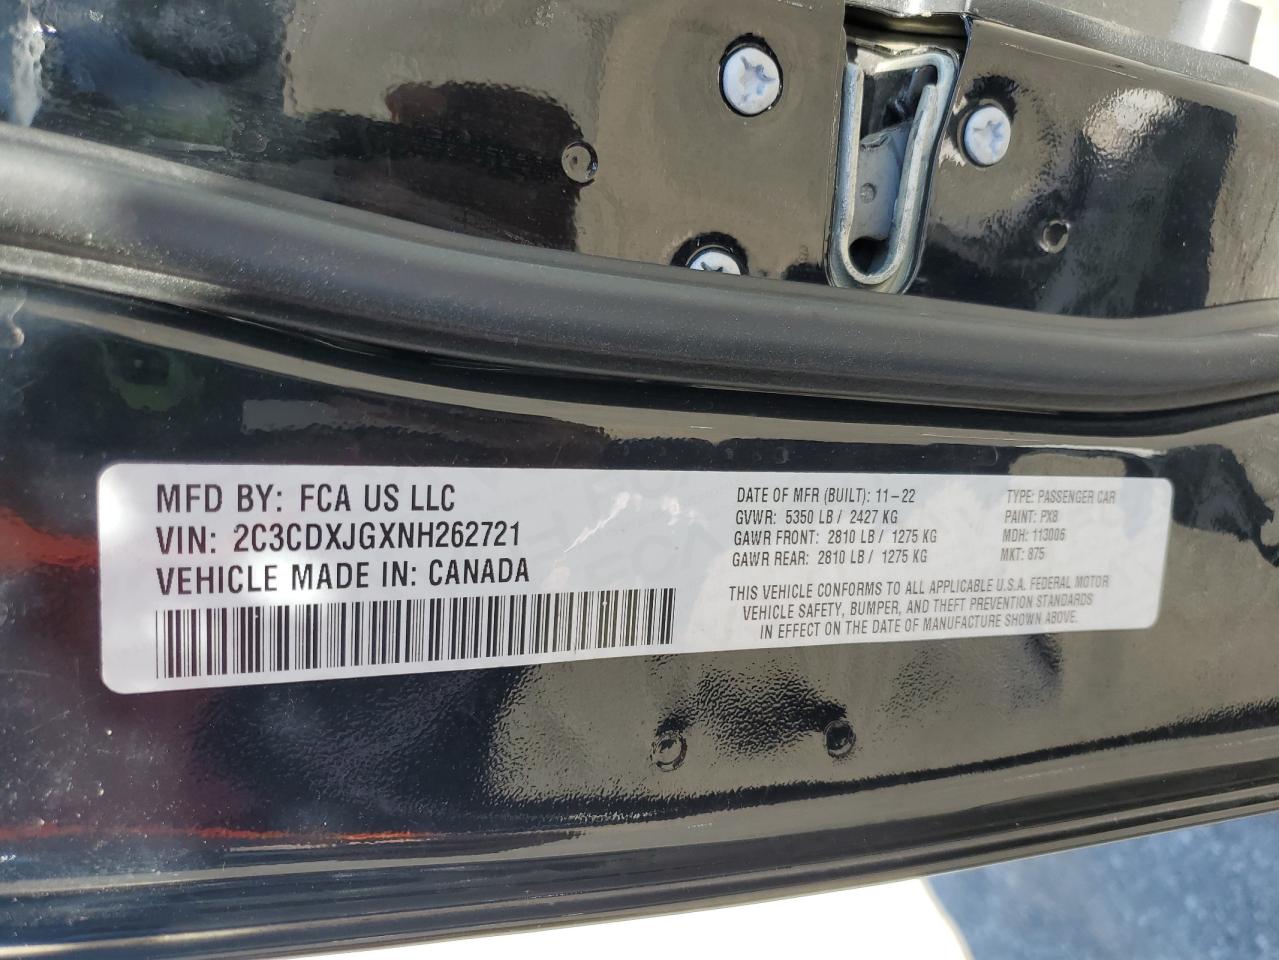 MFD BY: FCA US LLC
VIN: 2C3CDXJGXNH262721
VEHICLE MADE IN: CANADA
DATE OF MFR (BUILT): 11-22
GVWR: 5350 LB / 2427 KG
GAWR FRONT: 2810 LB / 1275 KG
GAWR REAR: 2810 LB / 1275 KG
TYPE: PASSENGER CAR
PAINT: PX8
MDH: 113006
MKT: 875
THIS VEHICLE CONFORMS TO ALL APPLICABLE U.S.A. FEDERAL MOTOR
VEHICLE SAFETY, BUMPER, AND THEFT PREVENTION STANDARDS
IN EFFECT ON THE DATE OF MANUFACTURE SHOWN ABOVE.